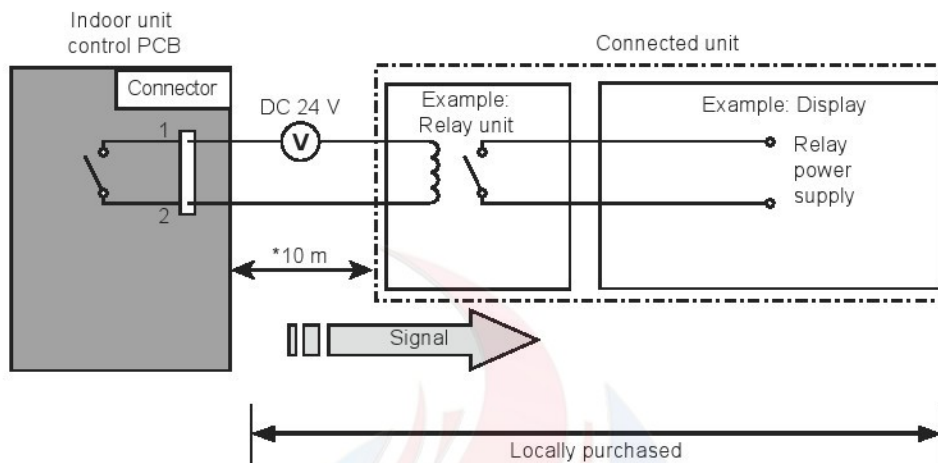 Indoor unit
control PCB
Connector
1
2
DC 24 V
V
*10 m
Connected unit
Example:
Relay unit
Example: Display
Relay
power
supply
Signal
Locally purchased